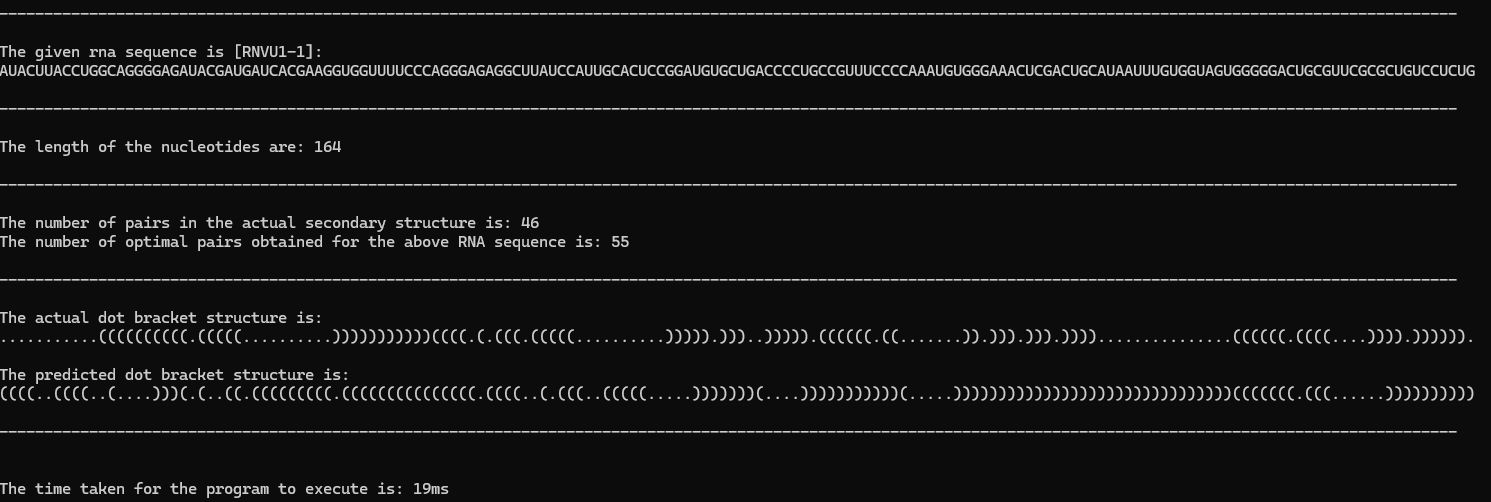 ------------------------------------------------------------------------------------------------------------------------------------------------------------------
The given rna sequence is [RNVU1-1]:
AUACUUACCUGGCAGGGGAGAUACGAUGAUCACGAAGGUGGUUUUCCCAGGGAGAGGCUUAUCCAUUGCACUCCGGAUGUGCUGACCCCUGCCGUUUCCCCAAAUGUGGGAAACUCGACUGCAUAAUUUGUGGUAGUGGGGGACUGCGUUCGCGCUGUCCUCUG
------------------------------------------------------------------------------------------------------------------------------------------------------------------
The length of the nucleotides are: 164
------------------------------------------------------------------------------------------------------------------------------------------------------------------
The number of pairs in the actual secondary structure is: 46
The number of optimal pairs obtained for the above RNA sequence is: 55
------------------------------------------------------------------------------------------------------------------------------------------------------------------
The actual dot bracket structure is:
...........((((((((((.(((((..........)))))))))))((((.(.(((.(((((..........))))).)))..))))).((((((.((.......)).))).))).))))...............((((((.((((....)))).)))))).
The predicted dot bracket structure is:
((((..((((..(....)))(.(..((.(((((((((.(((((((((((((((.((((..(.(((..(((((.....)))))))(....)))))))))))(.....)))))))))))))))))))))))))))))))(((((((.(((......))))))))))
------------------------------------------------------------------------------------------------------------------------------------------------------------------
The time taken for the program to execute is: 19ms